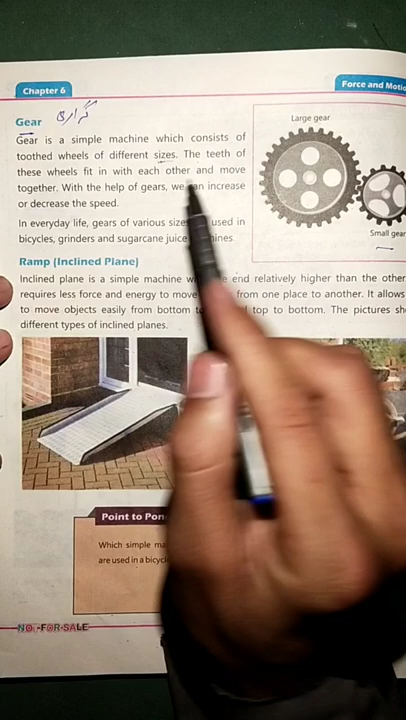 Chapter 6
Force and Motio
گراری
Gear
Large gear
Gear is a simple machine which consists of
toothed wheels of different sizes. The teeth of
these wheels fit in with each other and move
together. With the help of gears, we can increase
or decrease the speed.
Small gear
In everyday life, gears of various sizes used in
bicycles, grinders and sugarcane juice machines
Ramp (Inclined Plane)
Inclined plane is a simple machine end relatively higher than the other
requires less force and energy to move from one place to another. It allows
to move objects easily from bottom top to bottom. The pictures sh
different types of inclined planes.
Point to Pon
Which simple ma
are used in a bicycl
NOT-FOR-SALE